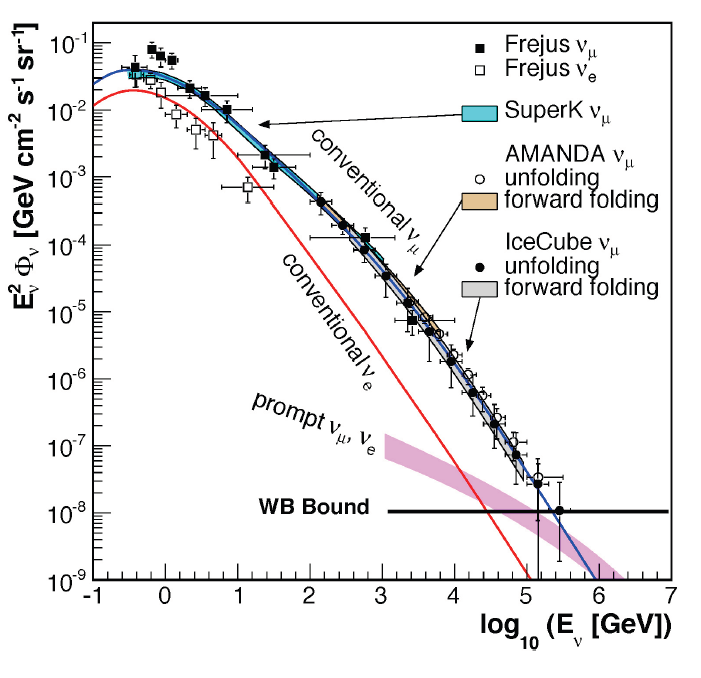 E²ᵥ Φᵥ [GeV cm⁻² s⁻¹ sr⁻¹]
10⁻¹
10⁻²
10⁻³
10⁻⁴
10⁻⁵
10⁻⁶
10⁻⁷
10⁻⁸
10⁻⁹
Frejus ν_μ
Frejus ν_e
SuperK ν_μ
AMANDA ν_μ
unfolding
forward folding
IceCube ν_μ
unfolding
forward folding
conventional ν_μ
conventional ν_e
prompt ν_μ, ν_e
WB Bound
-1 0 1 2 3 4 5 6 7
log₁₀ (E_ν [GeV])